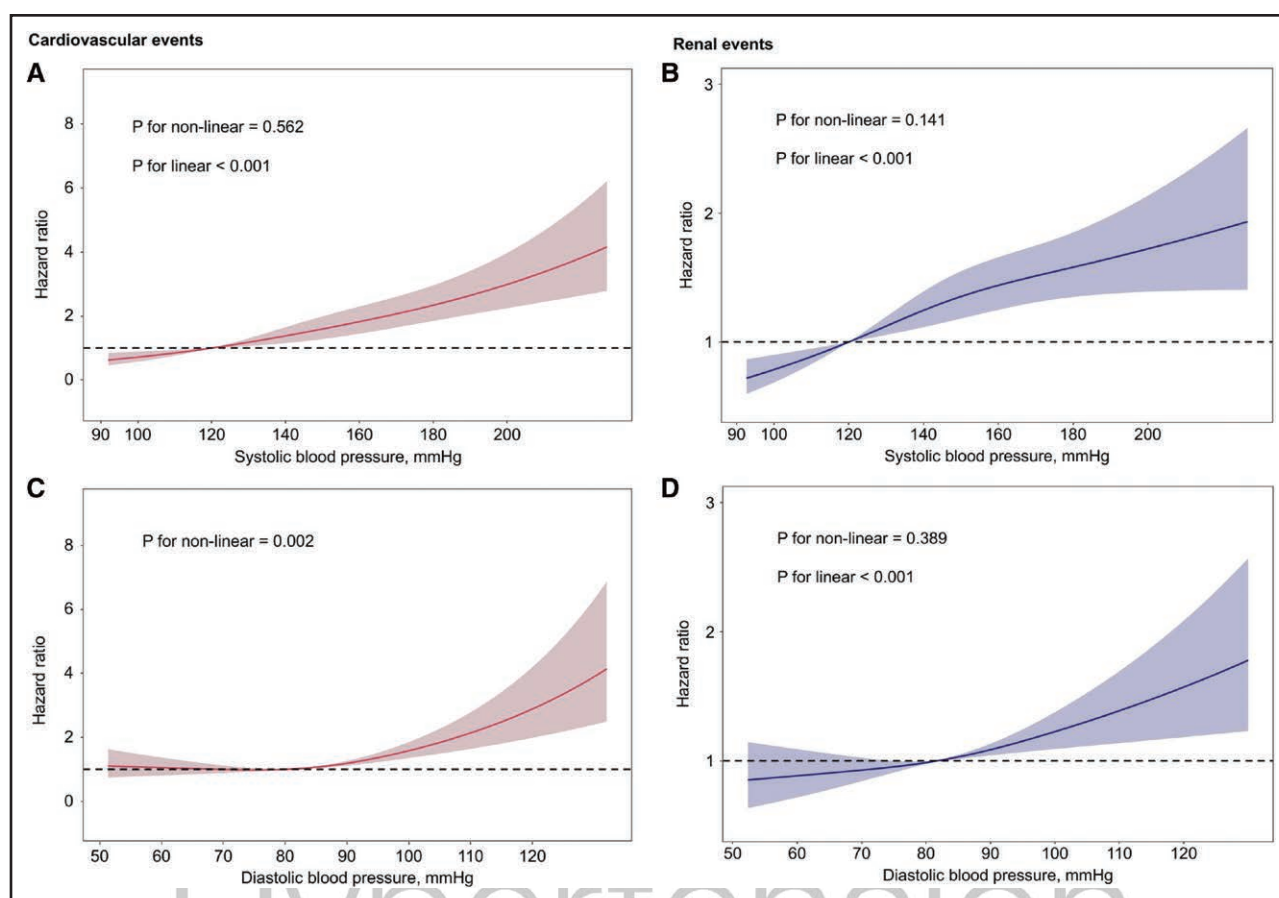 Cardiovascular events
Renal events
A
P for non-linear = 0.562
P for linear < 0.001
Hazard ratio
8
6
4
2
0
90 100 120 140 160 180 200
Systolic blood pressure, mmHg
B
P for non-linear = 0.141
P for linear < 0.001
Hazard ratio
3
2
1
90 100 120 140 160 180 200
Systolic blood pressure, mmHg
C
P for non-linear = 0.002
Hazard ratio
8
6
4
2
0
50 60 70 80 90 100 110 120
Diastolic blood pressure, mmHg
D
P for non-linear = 0.389
P for linear < 0.001
Hazard ratio
3
2
1
50 60 70 80 90 100 110 120
Diastolic blood pressure, mmHg